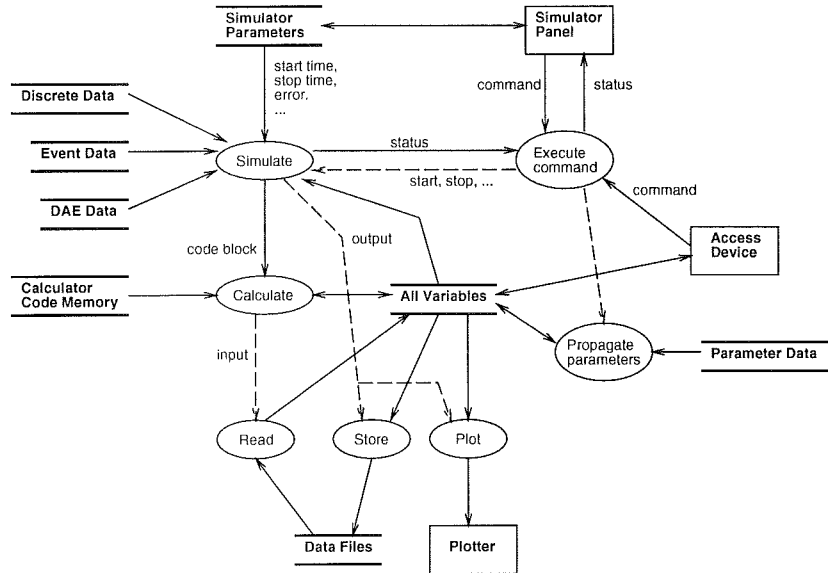 Simulator
Parameters
Simulator
Panel
start time,
stop time,
error.
...
command
status
Discrete Data
Event Data
DAE Data
Simulate
status
start, stop, ...
Execute
command
command
Access
Device
code block
output
Calculator
Code Memory
Calculate
All Variables
input
Propagate
parameters
Parameter Data
Read
Store
Plot
Data Files
Plotter